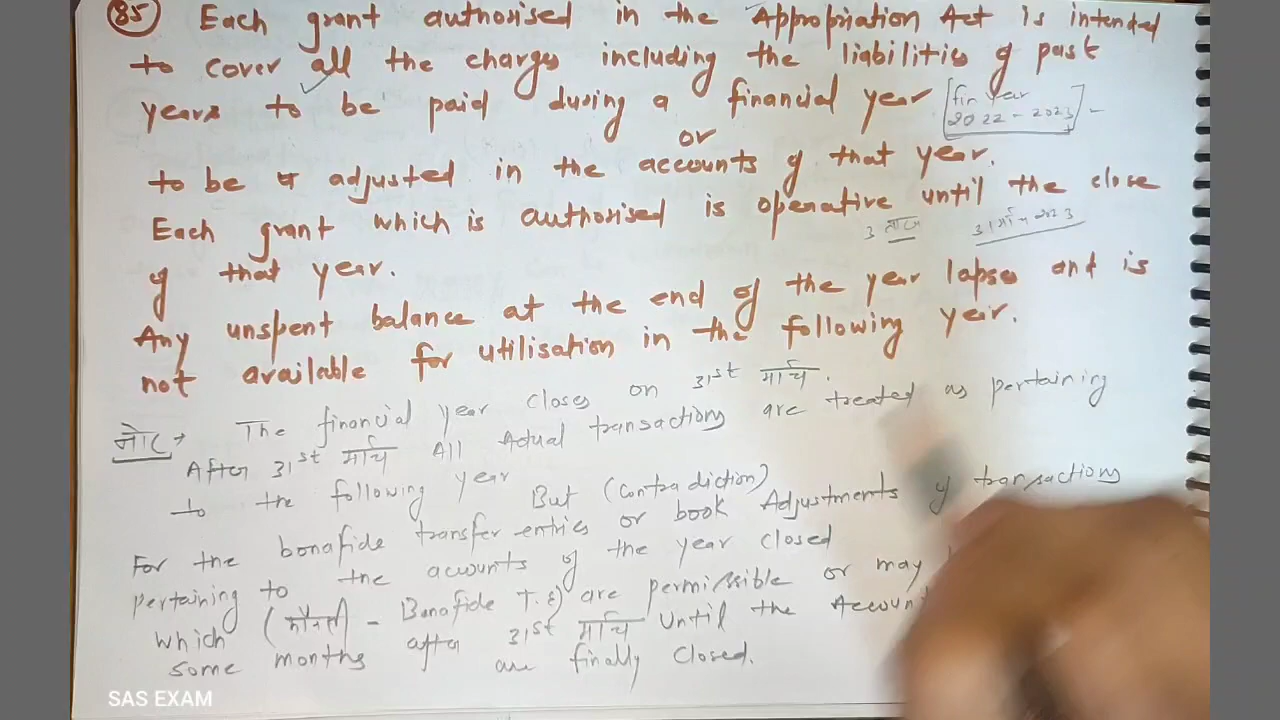 85 Each grant authorised in the Appropriation Act is intended
to cover all the charges including the liabilities of past
years to be paid during a financial year [fin year
2022-2023]
or
to be adjusted in the accounts of that year.
Each grant which is authorised is operative until the close
31 मार्च 2023
of that year.
Any unspent balance at the end of the year lapse and is
not available for utilisation in the following year.
नोट → The financial year closes on 31st मार्च.
After 31st मार्च All Actual transactions are treated as pertaining
to the following year But (Contradiction)
For the bonafide transfer entries or book Adjustments of transactions
pertaining to the accounts of the year closed
which - Bonafide T.E) are permissible or may
some months after 31st मार्च until the Account
are finally closed.
SAS EXAM